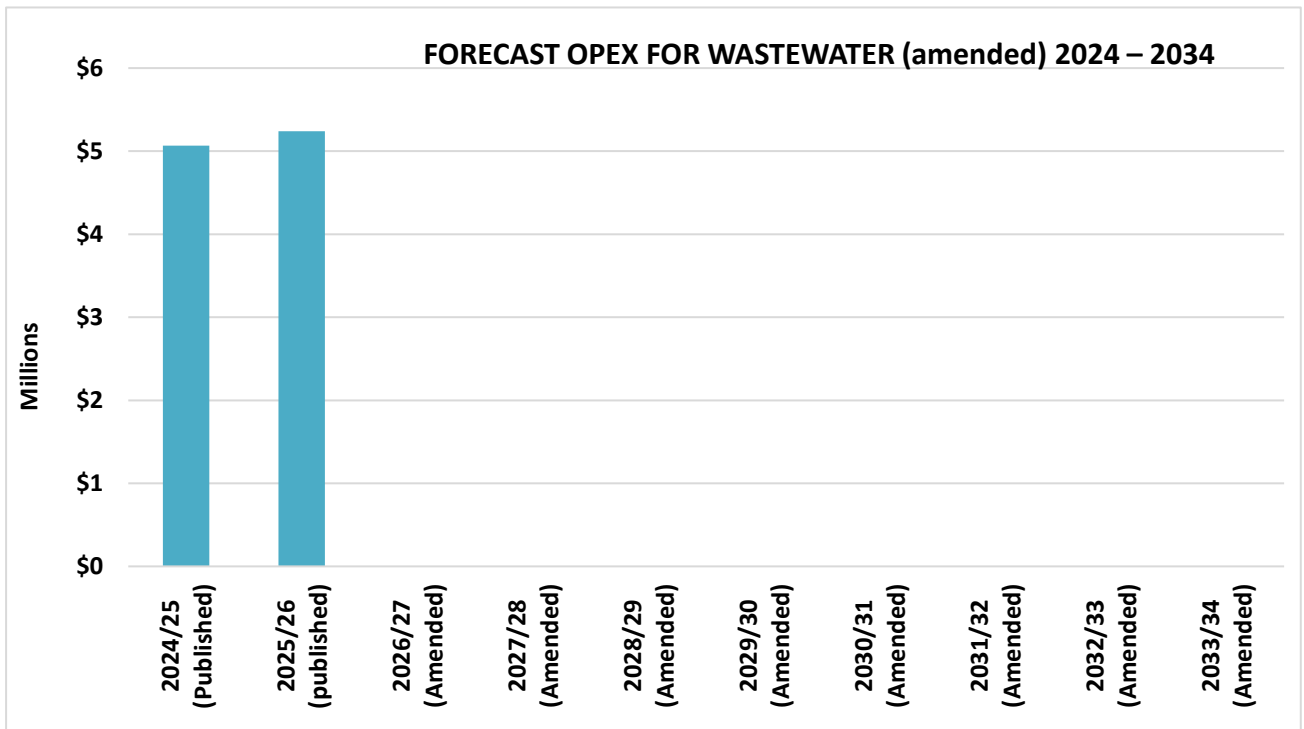 FORECAST OPEX FOR WASTEWATER (amended) 2024 – 2034
$6
$5
$4
$3
$2
$1
$0
Millions
2024/25
(Published)
2025/26
(published)
2026/27
(Amended)
2027/28
(Amended)
2028/29
(Amended)
2029/30
(Amended)
2030/31
(Amended)
2031/32
(Amended)
2032/33
(Amended)
2033/34
(Amended)